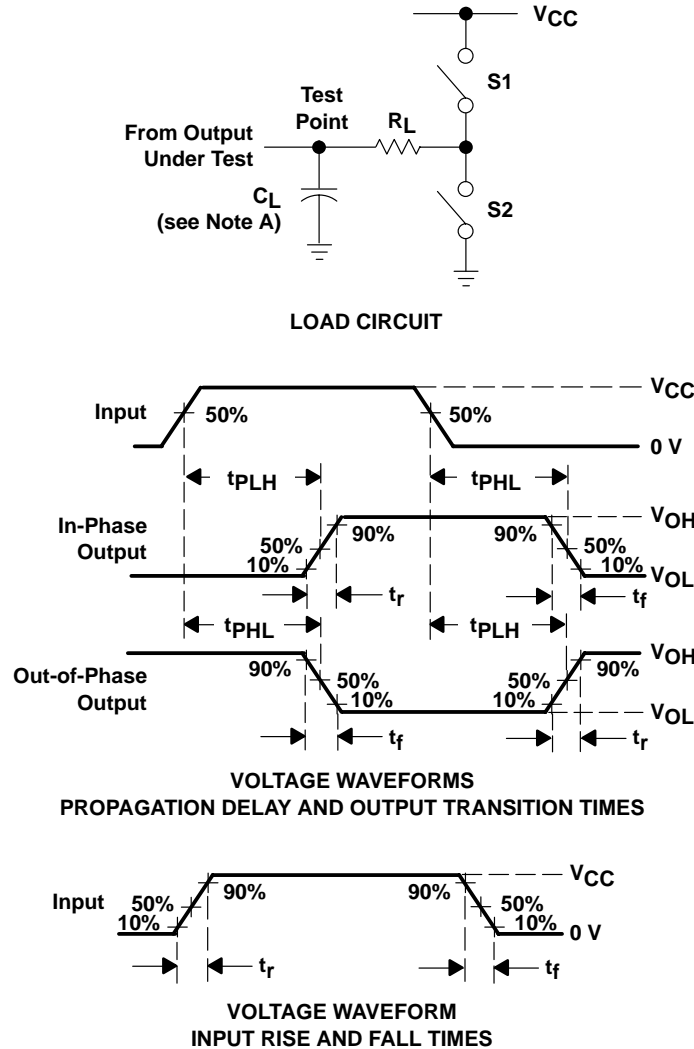 VCC
S1
Test
Point
RL
From Output
Under Test
CL
(see Note A)
S2
LOAD CIRCUIT
VCC
Input
50%
50%
0 V
tPLH
tPHL
In-Phase
Output
VOH
90%
90%
50%
50%
10%
10%
VOL
tr
tf
tPHL
tPLH
Out-of-Phase
Output
VOH
90%
90%
50%
50%
10%
10%
VOL
tf
tr
VOLTAGE WAVEFORMS
PROPAGATION DELAY AND OUTPUT TRANSITION TIMES
VCC
Input
90%
90%
50%
50%
10%
10%
0 V
tr
tf
VOLTAGE WAVEFORM
INPUT RISE AND FALL TIMES